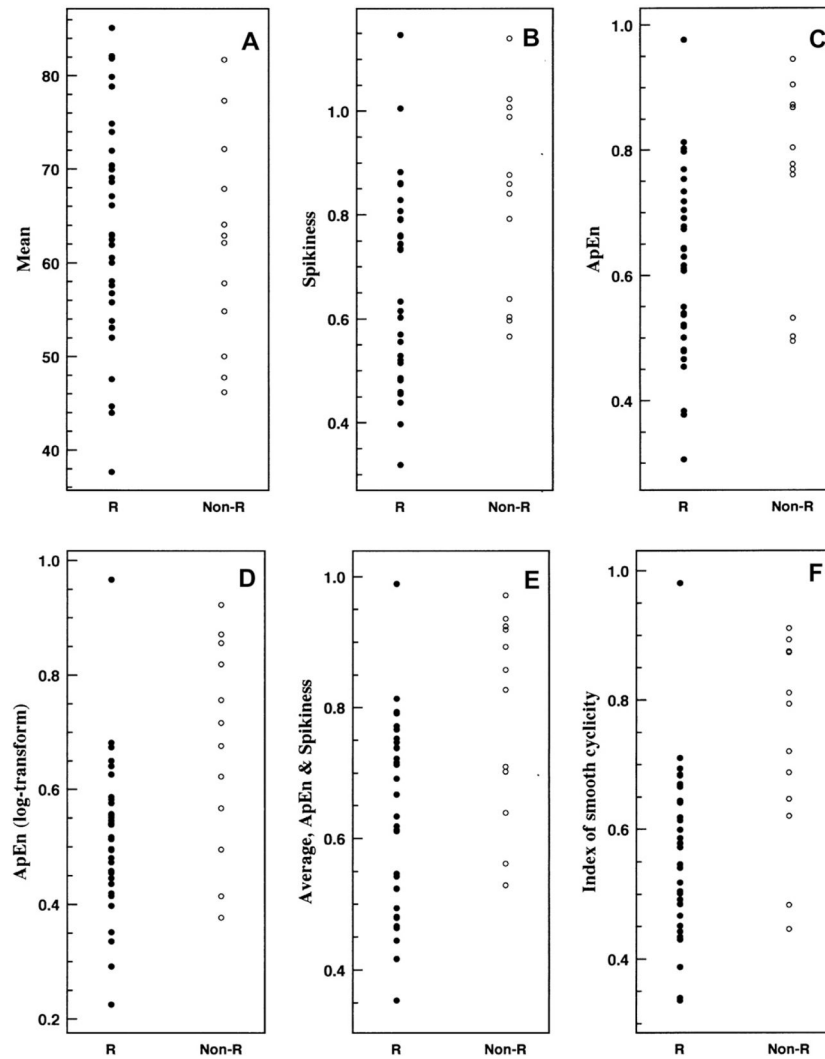 A
80
70
60
50
40
Mean
R Non-R
B
1.0
0.8
0.6
0.4
Spikiness
R Non-R
C
1.0
0.8
0.6
0.4
ApEn
R Non-R
D
1.0
0.8
0.6
0.4
0.2
ApEn (log-transform)
R Non-R
E
1.0
0.8
0.6
0.4
Average, ApEn & Spikiness
R Non-R
F
1.0
0.8
0.6
0.4
Index of smooth cyclicity
R Non-R